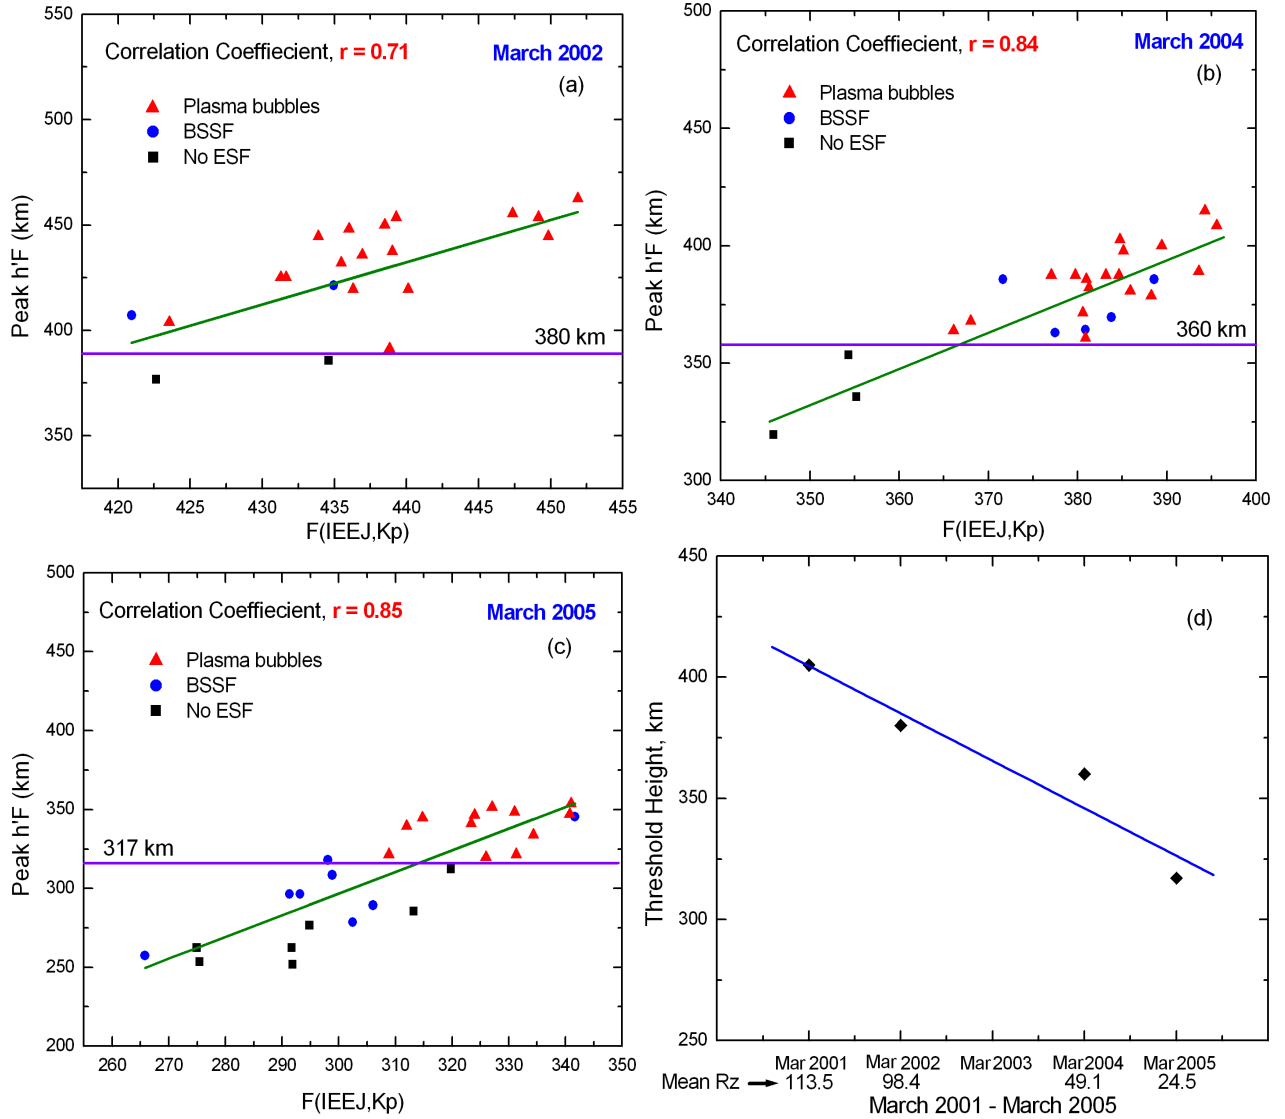 550
500
450
400
350
Peak h'F (km)
Correlation Coeffiecient, r = 0.71
March 2002
(a)
Plasma bubbles
BSSF
No ESF
380 km
420 425 430 435 440 445 450 455
F(IEEJ,Kp)
500
450
400
350
300
Peak h'F (km)
Correlation Coeffiecient, r = 0.84
March 2004
(b)
Plasma bubbles
BSSF
No ESF
360 km
340 350 360 370 380 390 400
F(IEEJ,Kp)
500
450
400
350
300
250
200
Peak h'F (km)
Correlation Coeffiecient, r = 0.85
March 2005
(c)
Plasma bubbles
BSSF
No ESF
317 km
260 270 280 290 300 310 320 330 340 350
F(IEEJ,Kp)
450
400
350
300
250
Threshold Height, km
(d)
Mar 2001 Mar 2002 Mar 2003 Mar 2004 Mar 2005
Mean Rz 113.5 98.4 49.1 24.5
March 2001 - March 2005